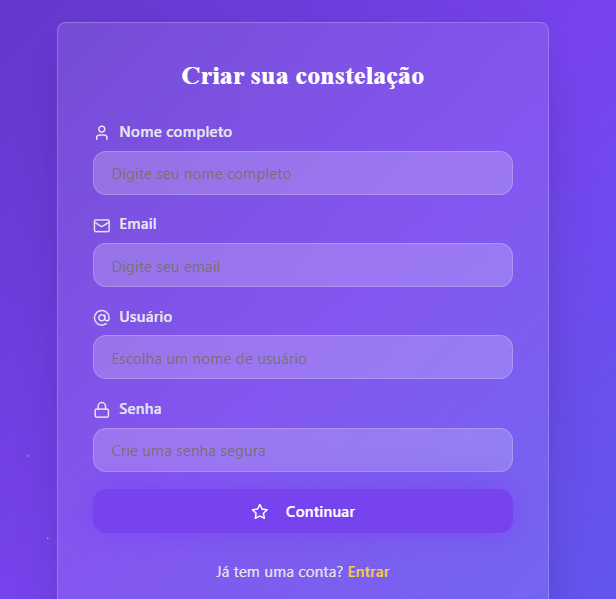 Criar sua constelação
Nome completo
Digite seu nome completo
Email
Digite seu email
Usuário
Escolha um nome de usuário
Senha
Crie uma senha segura
Continuar
Já tem uma conta? Entrar